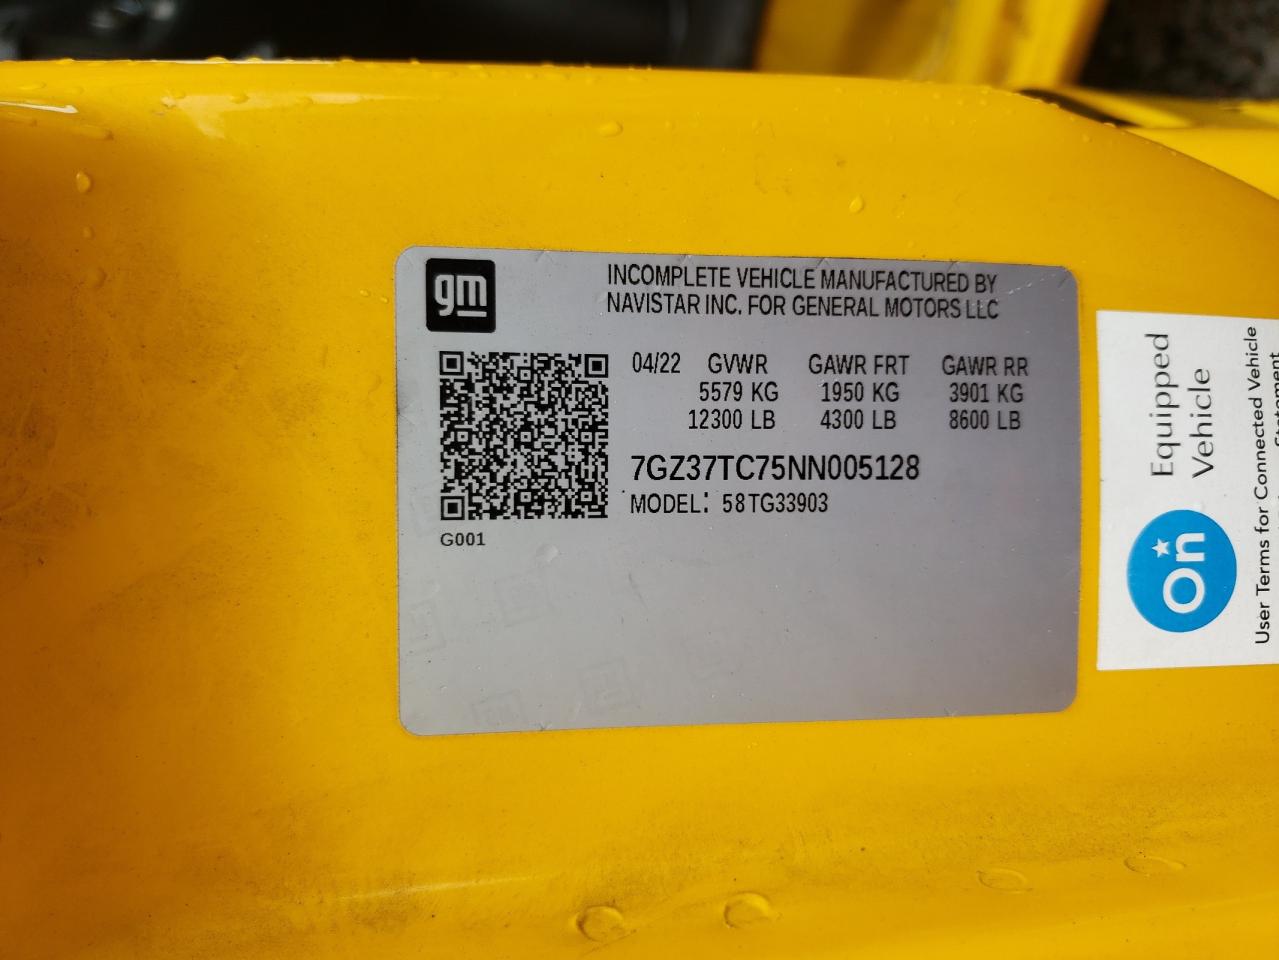 gm
INCOMPLETE VEHICLE MANUFACTURED BY
NAVISTAR INC. FOR GENERAL MOTORS LLC
04/22 GVWR GAWR FRT GAWR RR
5579 KG 1950 KG 3901 KG
12300 LB 4300 LB 8600 LB
7GZ37TC75NN005128
MODEL: 58TG33903
G001
On
Equipped
Vehicle
User Terms for Connected Vehicle
Statement